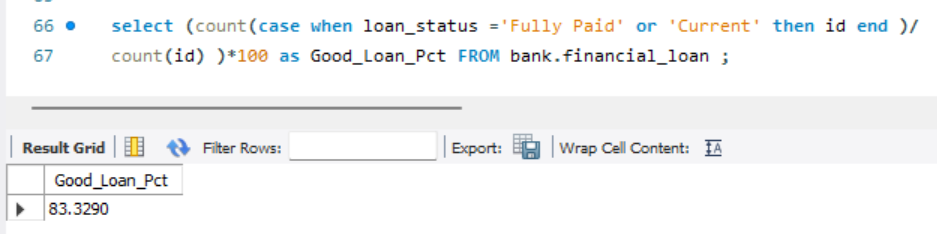 66 select (count(case when loan_status ='Fully Paid' or 'Current' then id end )/
67 count(id) )*100 as Good_Loan_Pct FROM bank.financial_loan ;
Result Grid Filter Rows: Export: Wrap Cell Content: IA
Good_Loan_Pct
83.3290